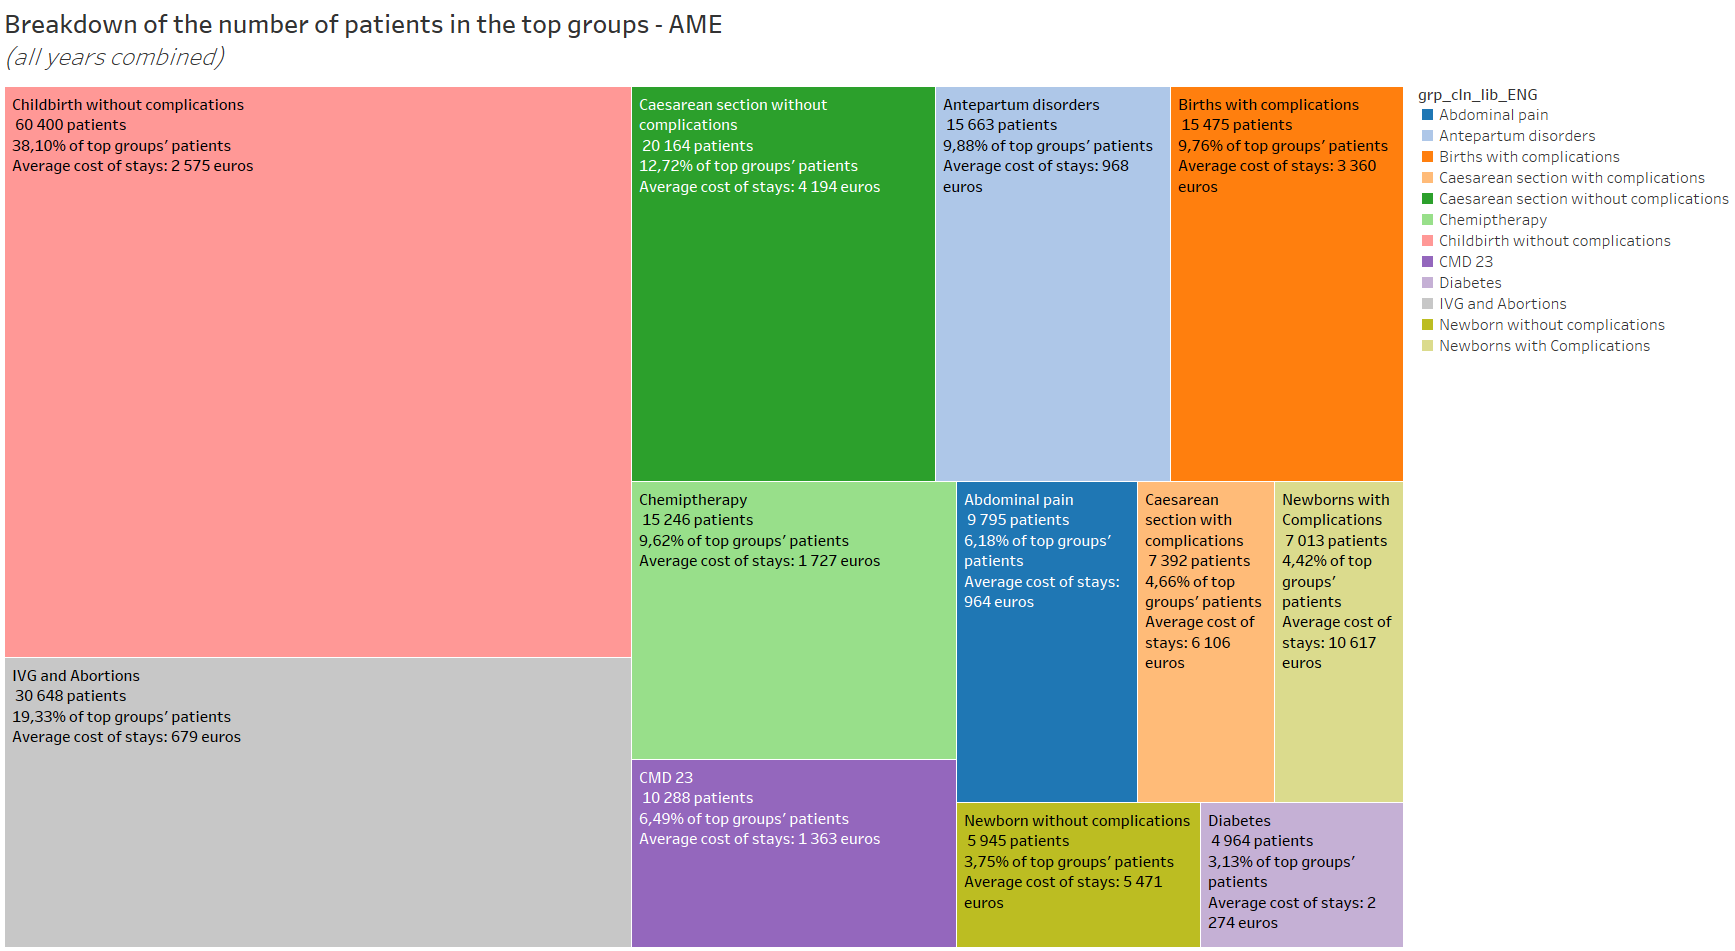 Breakdown of the number of patients in the top groups - AME
(all years combined)
Childbirth without complications
60 400 patients
38,10% of top groups’ patients
Average cost of stays: 2 575 euros
IVG and Abortions
30 648 patients
19,33% of top groups’ patients
Average cost of stays: 679 euros
Caesarean section without
complications
20 164 patients
12,72% of top groups’ patients
Average cost of stays: 4 194 euros
Antepartum disorders
15 663 patients
9,88% of top groups’ patients
Average cost of stays: 968
euros
Births with complications
15 475 patients
9,76% of top groups’ patients
Average cost of stays: 3 360
euros
Chemiptherapy
15 246 patients
9,62% of top groups’ patients
Average cost of stays: 1 727 euros
CMD 23
10 288 patients
6,49% of top groups’ patients
Average cost of stays: 1 363 euros
Abdominal pain
9 795 patients
6,18% of top groups’
patients
Average cost of stays:
964 euros
Caesarean
section with
complications
7 392 patients
4,66% of top
groups’ patients
Average cost of
stays: 6 106
euros
Newborns with
Complications
7 013 patients
4,42% of top
groups’
patients
Average cost of
stays: 10 617
euros
Newborn without complications
5 945 patients
3,75% of top groups’ patients
Average cost of stays: 5 471
euros
Diabetes
4 964 patients
3,13% of top groups’
patients
Average cost of stays: 2
274 euros
grp_cln_lib_ENG
Abdominal pain
Antepartum disorders
Births with complications
Caesarean section with complications
Caesarean section without complications
Chemiptherapy
Childbirth without complications
CMD 23
Diabetes
IVG and Abortions
Newborn without complications
Newborns with Complications